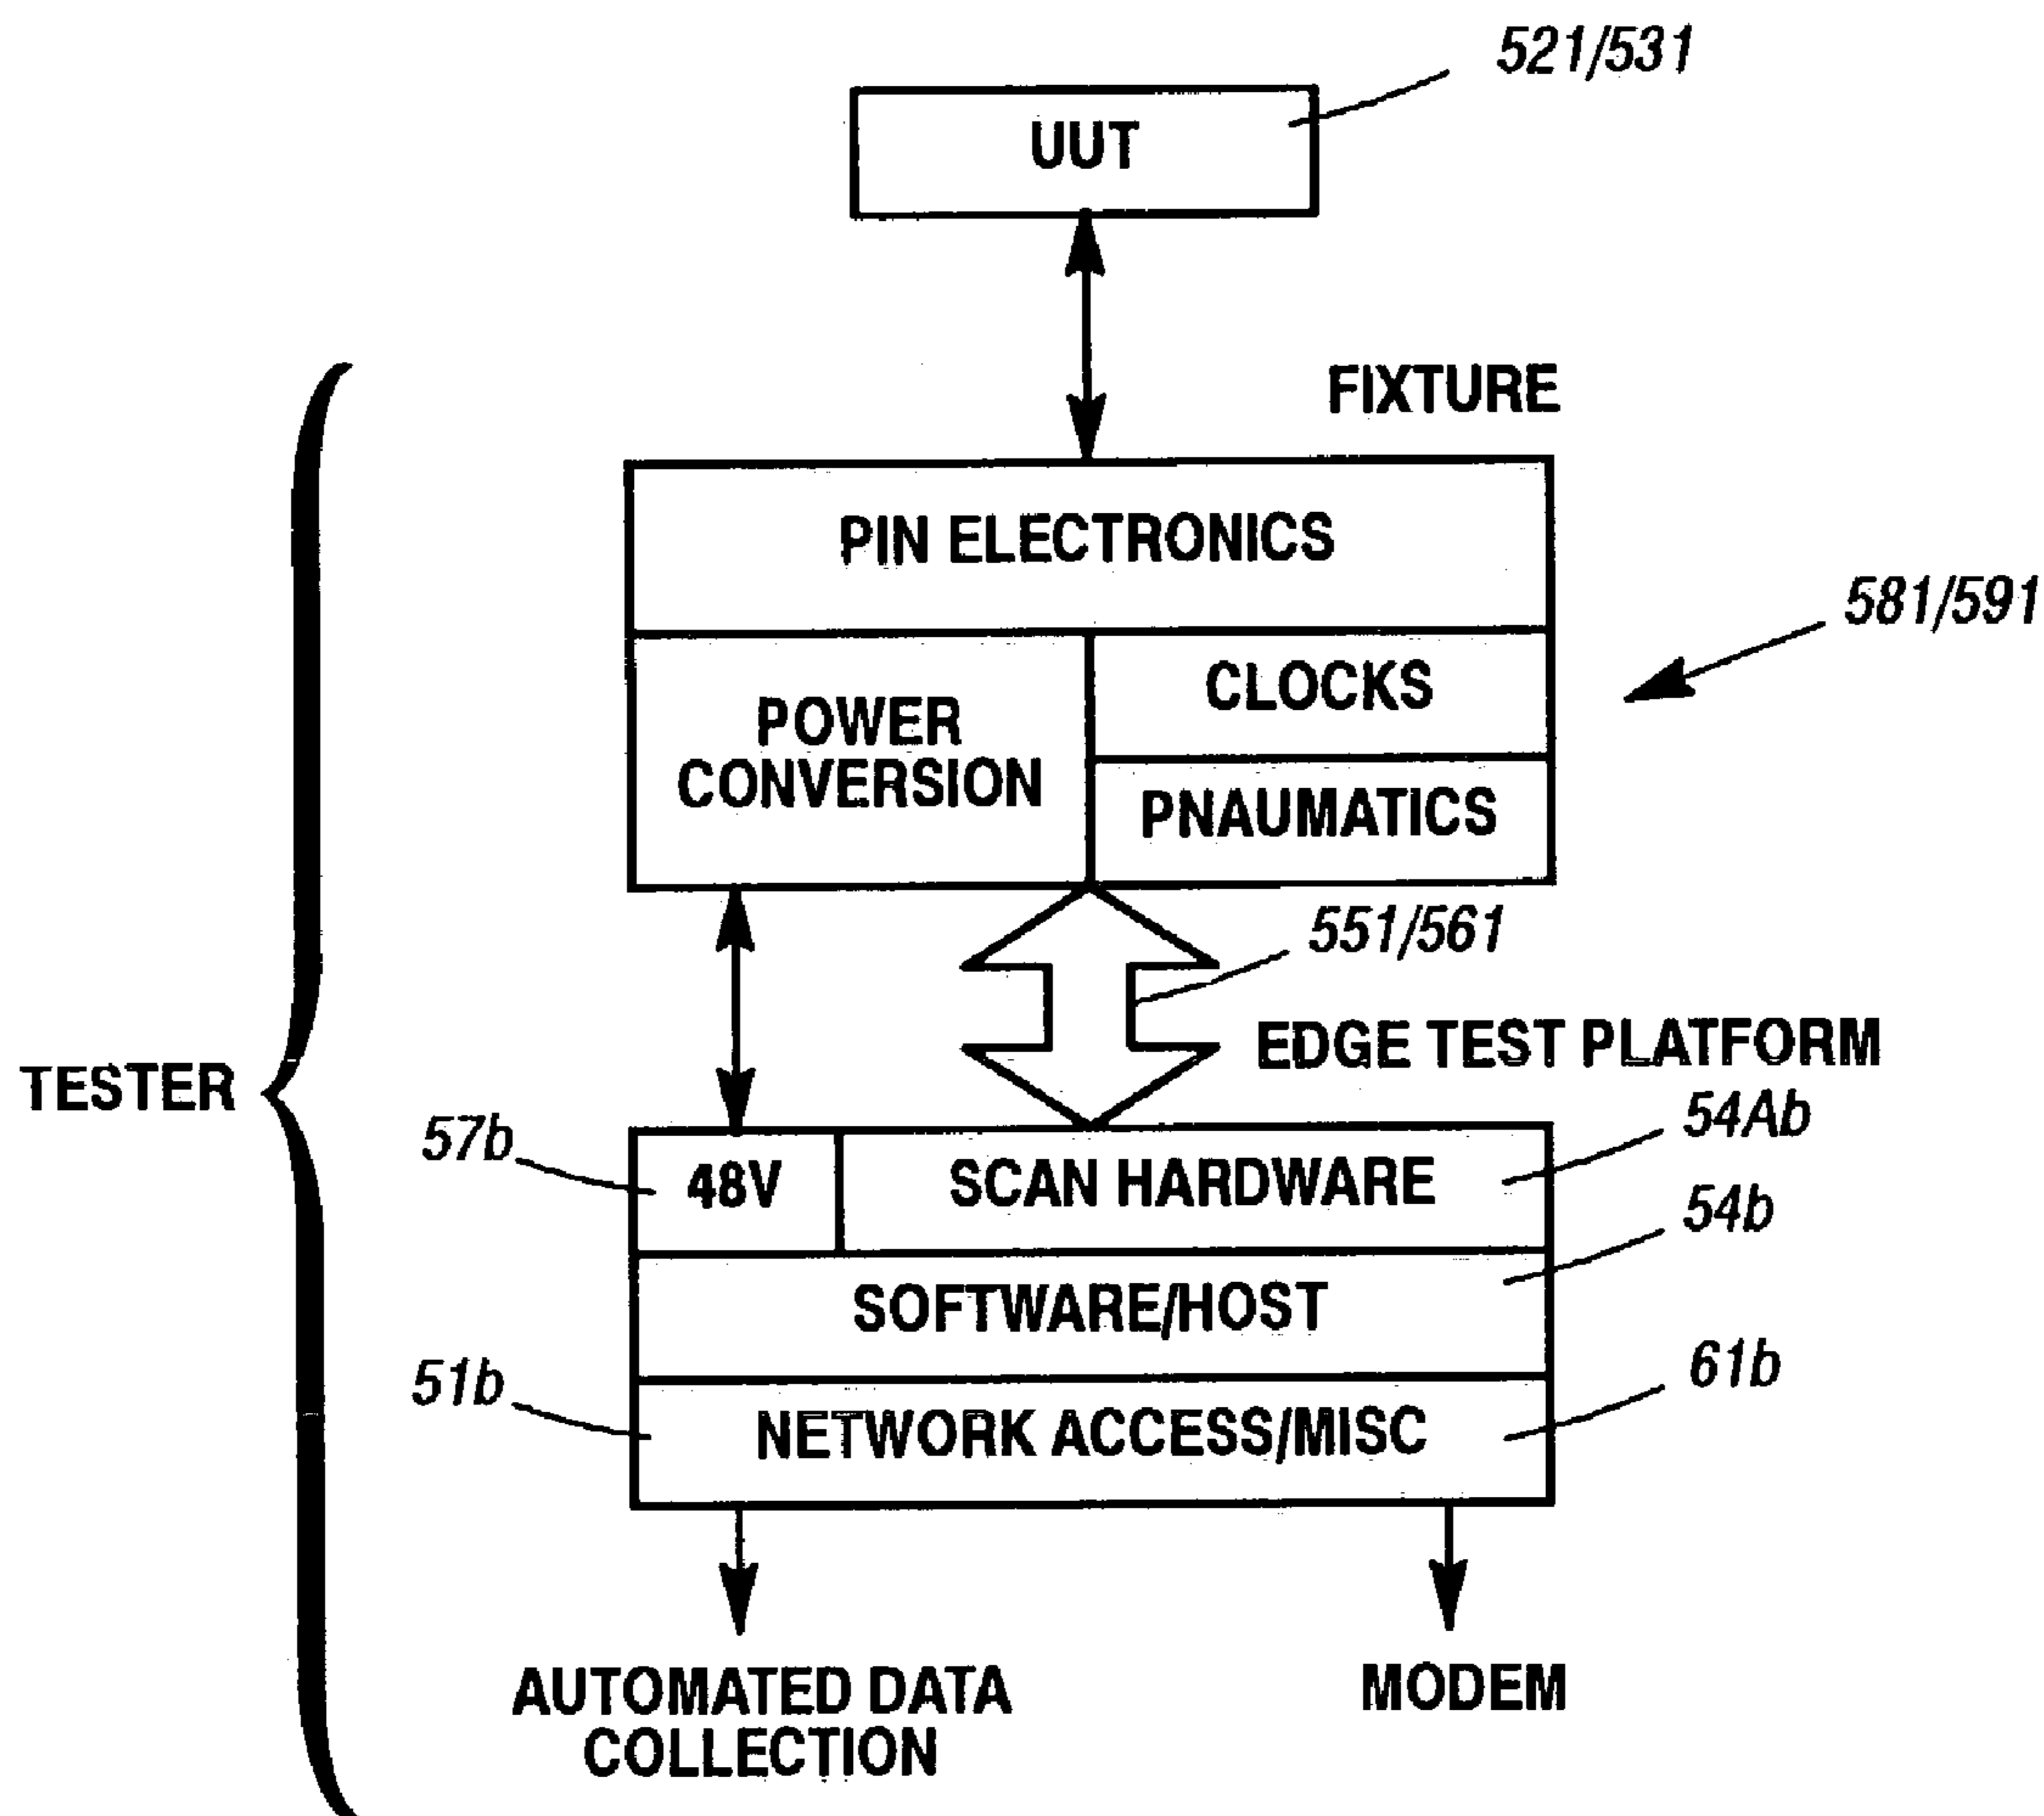 521/531
UUT
FIXTURE
PIN ELECTRONICS
581/591
CLOCKS
POWER
CONVERSION
PNAUMATICS
551/561
EDGE TEST PLATFORM
TESTER
54Ab
57b
48V
SCAN HARDWARE
54b
SOFTWARE/HOST
61b
51b
NETWORK ACCESS/MISC
AUTOMATED DATA
COLLECTION
MODEM